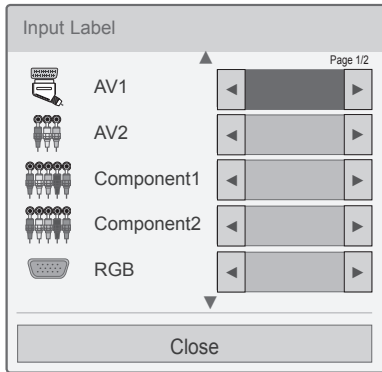 Input Label
Page 1/2
AV1
AV2
Component1
Component2
RGB
Close